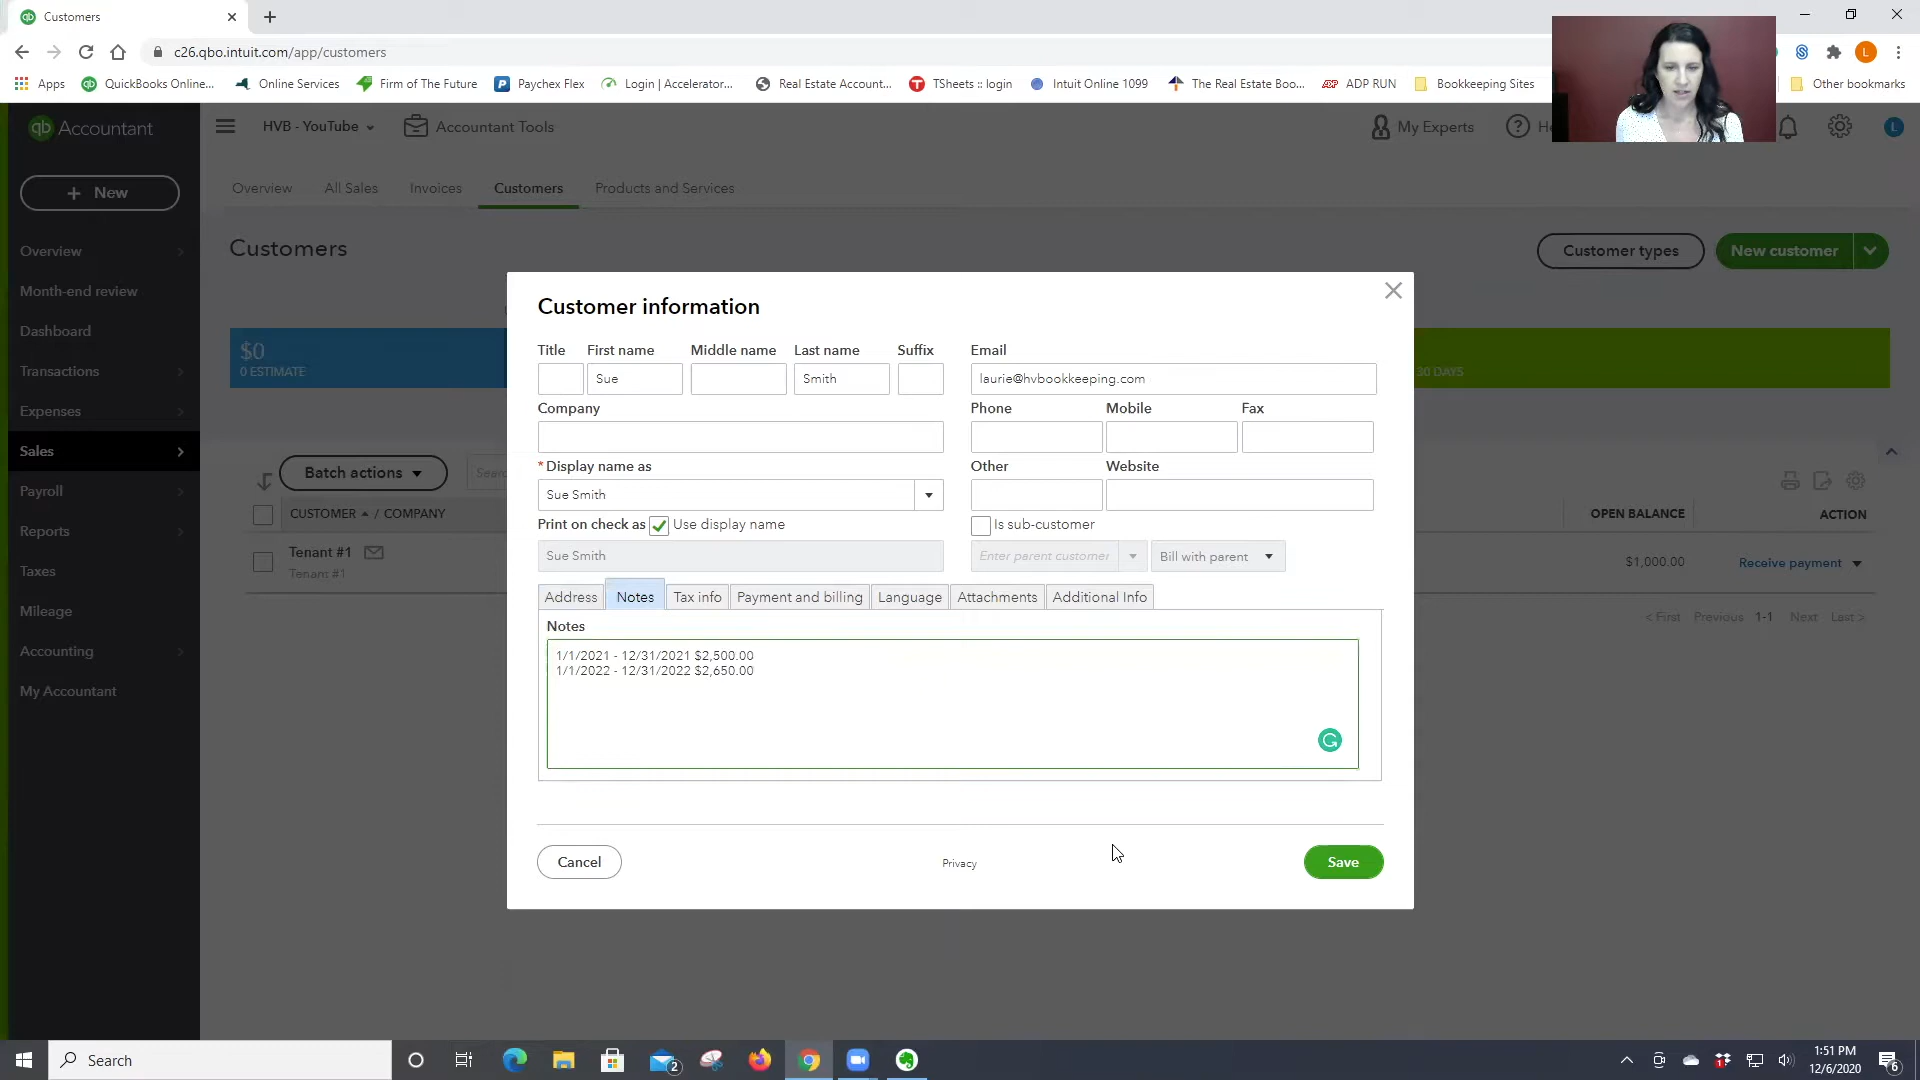 Customers
c26.qbo.intuit.com/app/customers
Apps
QuickBooks Online...
Online Services
Firm of The Future
Paychex Flex
Login | Accelerator...
Real Estate Account...
TSheets :: login
Intuit Online 1099
The Real Estate Boo...
ADP RUN
Bookkeeping Sites
Other bookmarks
L
qb Accountant
HVB - YouTube
Accountant Tools
My Experts
L
+ New
Overview
All Sales
Invoices
Customers
Products and Services
Overview
Month-end review
Dashboard
Transactions
Expenses
Sales
Payroll
Reports
Taxes
Mileage
Accounting
My Accountant
Customers
Customer types
New customer
$0
0 ESTIMATE
30 DAYS
Batch actions
CUSTOMER / COMPANY
OPEN BALANCE
ACTION
Tenant #1
Tenant #1
$1,000.00
Receive payment
< First Previous 1-1 Next Last >
Customer information
Title
First name
Middle name
Last name
Suffix
Email
Sue
Smith
laurie@hvbookkeeping.com
Company
Phone
Mobile
Fax
* Display name as
Other
Website
Sue Smith
Print on check as
Use display name
Is sub-customer
Sue Smith
Enter parent customer
Bill with parent
Address
Notes
Tax info
Payment and billing
Language
Attachments
Additional Info
Notes
1/1/2021 - 12/31/2021 $2,500.00
1/1/2022 - 12/31/2022 $2,650.00
Cancel
Privacy
Save
Search
2
1:51 PM
12/6/2020
6